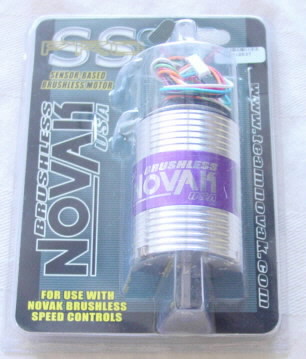 SS
SENSOR-BASED
BRUSHLESS MOTOR
BRUSHLESS
NOVAK
USA
BRUSHLESS
NOVAK
USA
www.teamnovak.com
FOR USE WITH
NOVAK BRUSHLESS
SPEED CONTROLS